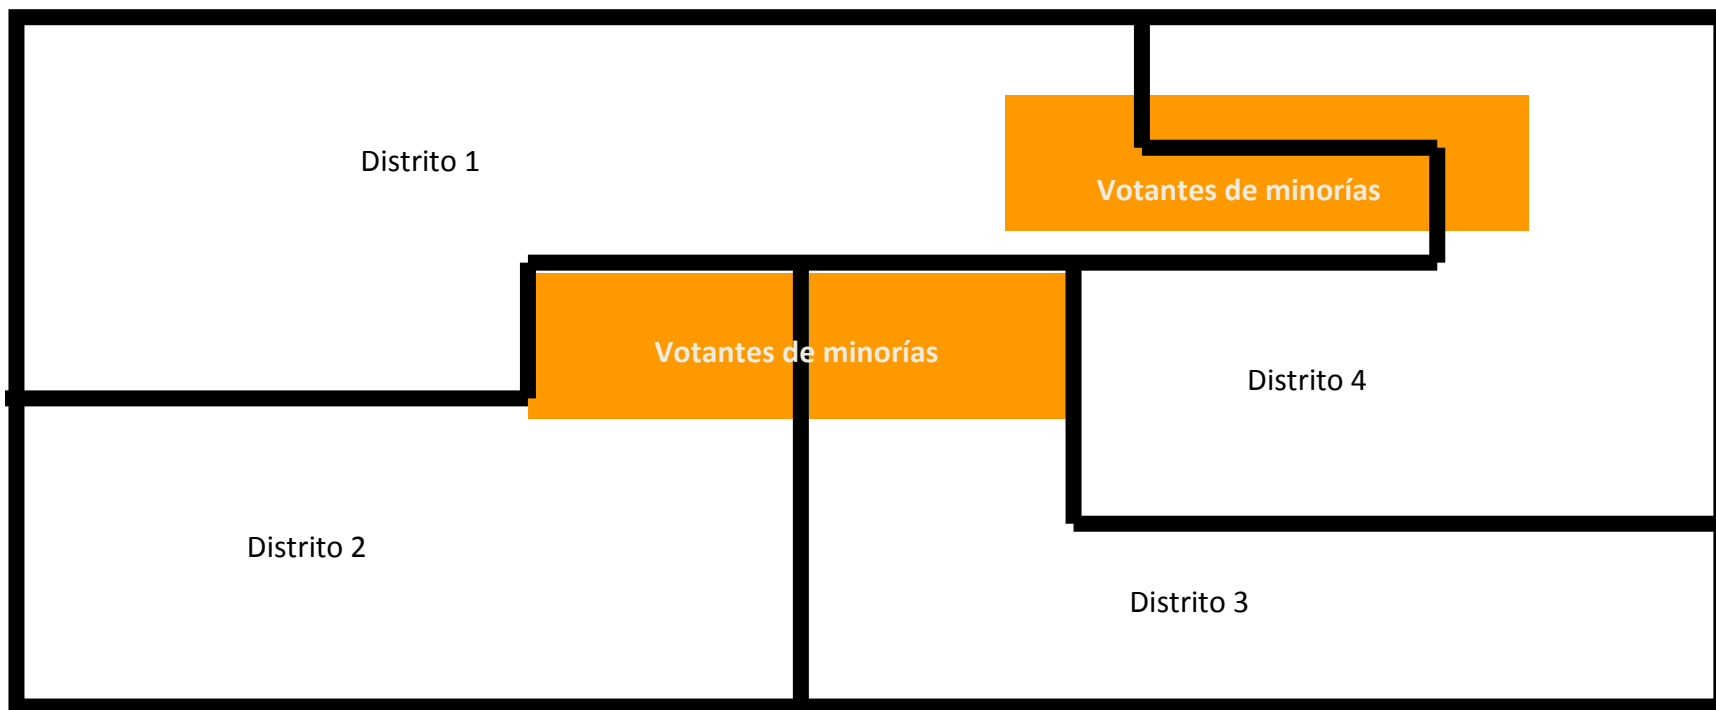 Distrito 1
Votantes de minorías
Votantes de minorías
Distrito 4
Distrito 2
Distrito 3